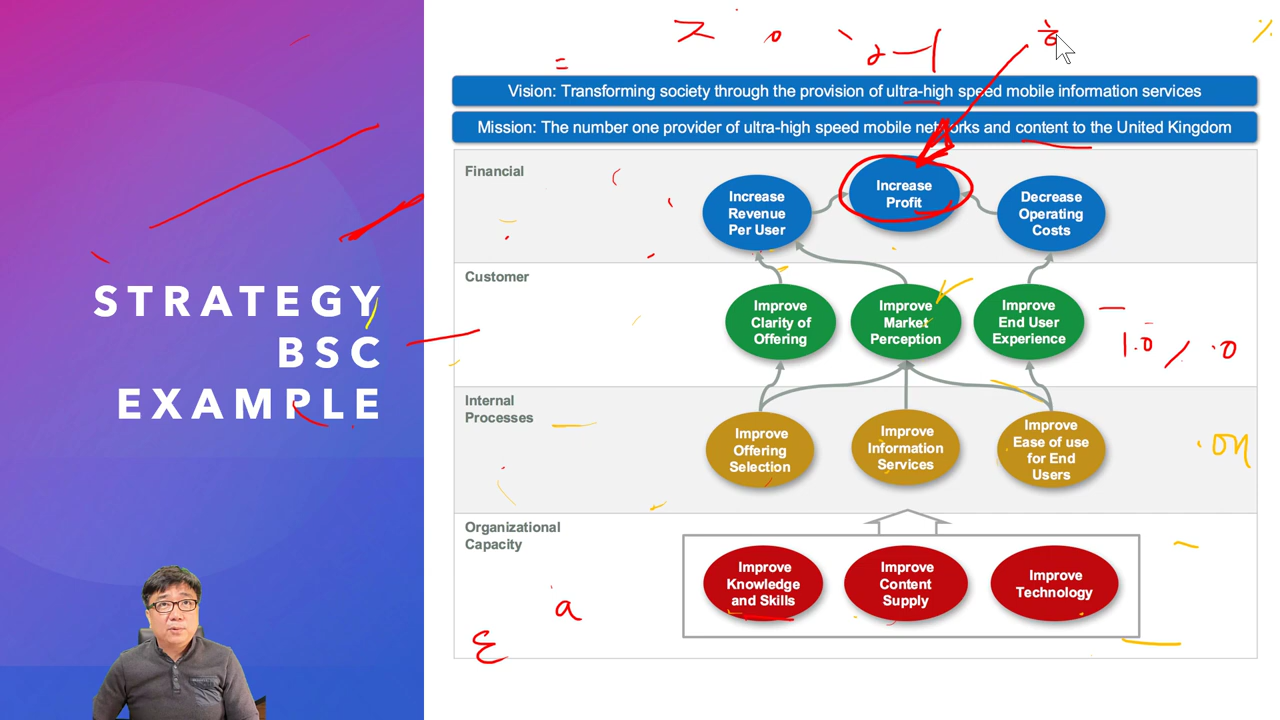 STRATEGY
BSC
EXAMPLE
Vision: Transforming society through the provision of ultra-high speed mobile information services
Mission: The number one provider of ultra-high speed mobile networks and content to the United Kingdom
Financial
Increase
Revenue
Per User
Increase
Profit
Decrease
Operating
Costs
Customer
Improve
Clarity of
Offering
Improve
Market
Perception
Improve
End User
Experience
Internal
Processes
Improve
Offering
Selection
Improve
Information
Services
Improve
Ease of use
for End
Users
Organizational
Capacity
Improve
Knowledge
and Skills
Improve
Content
Supply
Improve
Technology